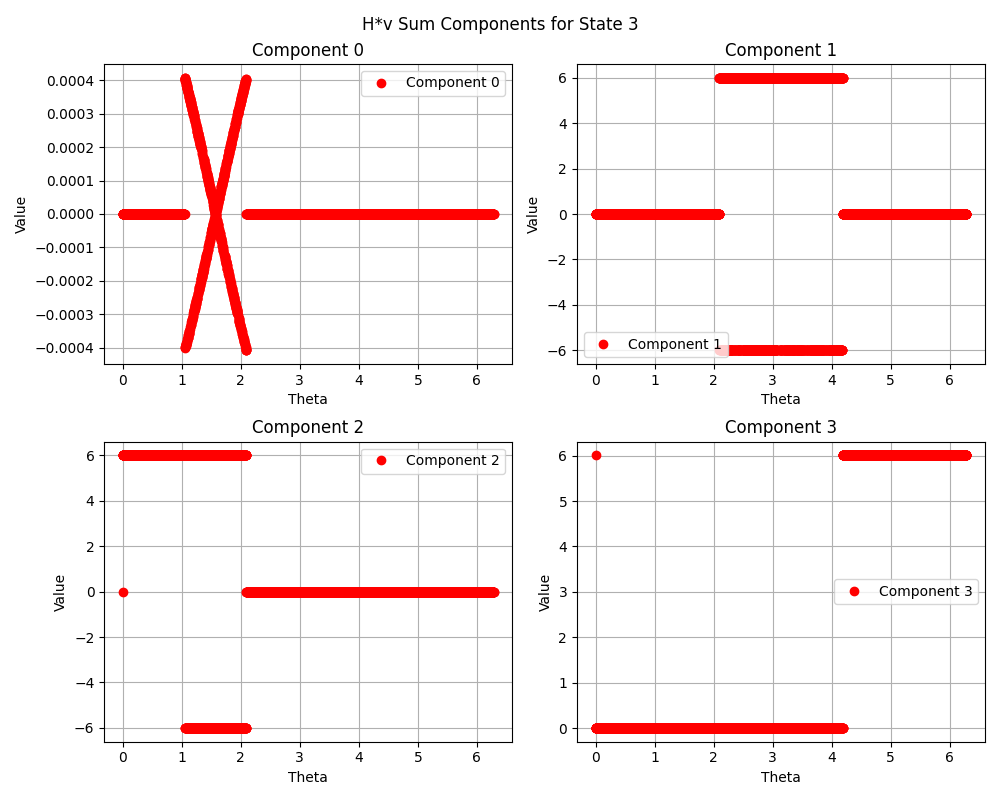 H*v Sum Components for State 3
Component 0
0.0004
0.0003
0.0002
0.0001
0.0000
−0.0001
−0.0002
−0.0003
−0.0004
Value
Component 0
0 1 2 3 4 5 6
Theta
Component 1
6
4
2
0
−2
−4
−6
Value
Component 1
0 1 2 3 4 5 6
Theta
Component 2
6
4
2
0
−2
−4
−6
Value
Component 2
0 1 2 3 4 5 6
Theta
Component 3
6
5
4
3
2
1
0
Value
Component 3
0 1 2 3 4 5 6
Theta